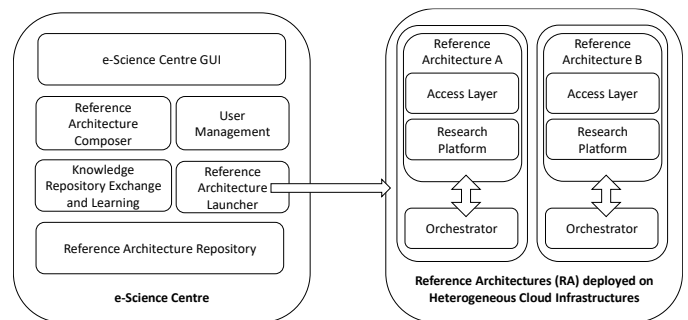 e-Science Centre GUI
Reference
Architecture
Composer
User
Management
Knowledge
Repository Exchange
and Learning
Reference
Architecture
Launcher
Reference Architecture Repository
e-Science Centre
Reference
Architecture A
Access Layer
Research
Platform
Orchestrator
Reference
Architecture B
Access Layer
Research
Platform
Orchestrator
Reference Architectures (RA) deployed on
Heterogeneous Cloud Infrastructures